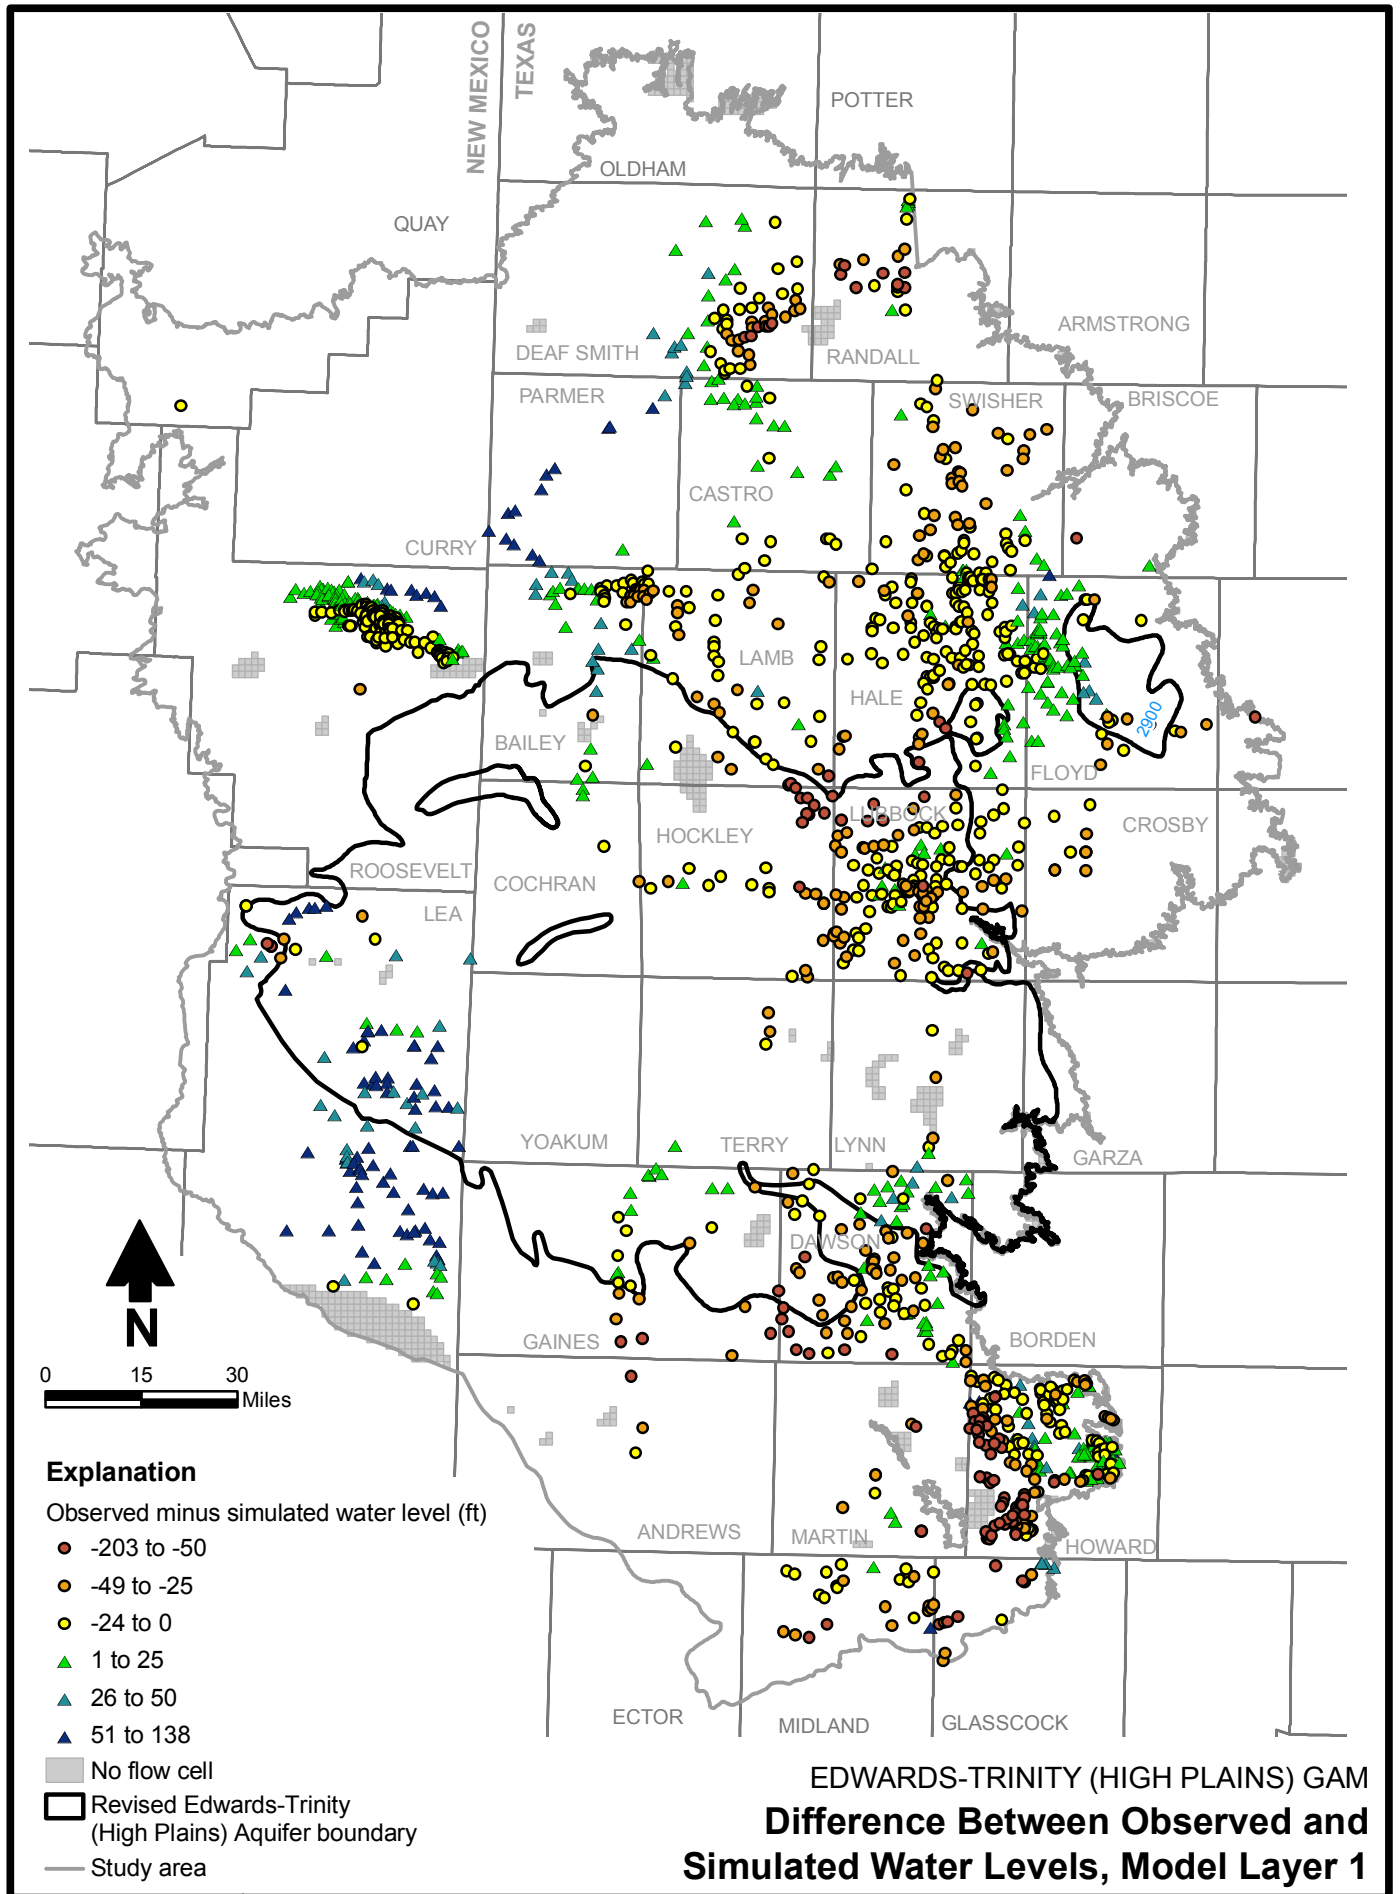 NEW MEXICO
TEXAS
POTTER
OLDHAM
QUAY
ARMSTRONG
DEAF SMITH
RANDALL
PARMER
SWISHER
BRISCOE
CASTRO
CURRY
LAMB
HALE
2900
BAILEY
FLOYD
LUBBOCK
HOCKLEY
CROSBY
ROOSEVELT
COCHRAN
LEA
YOAKUM
TERRY
LYNN
GARZA
DAWSON
N
GAINES
BORDEN
0 15 30
Miles
Explanation
Observed minus simulated water level (ft)
-203 to -50
-49 to -25
-24 to 0
1 to 25
26 to 50
51 to 138
No flow cell
Revised Edwards-Trinity
(High Plains) Aquifer boundary
Study area
ANDREWS
MARTIN
HOWARD
ECTOR
MIDLAND
GLASSCOCK
EDWARDS-TRINITY (HIGH PLAINS) GAM
Difference Between Observed and
Simulated Water Levels, Model Layer 1